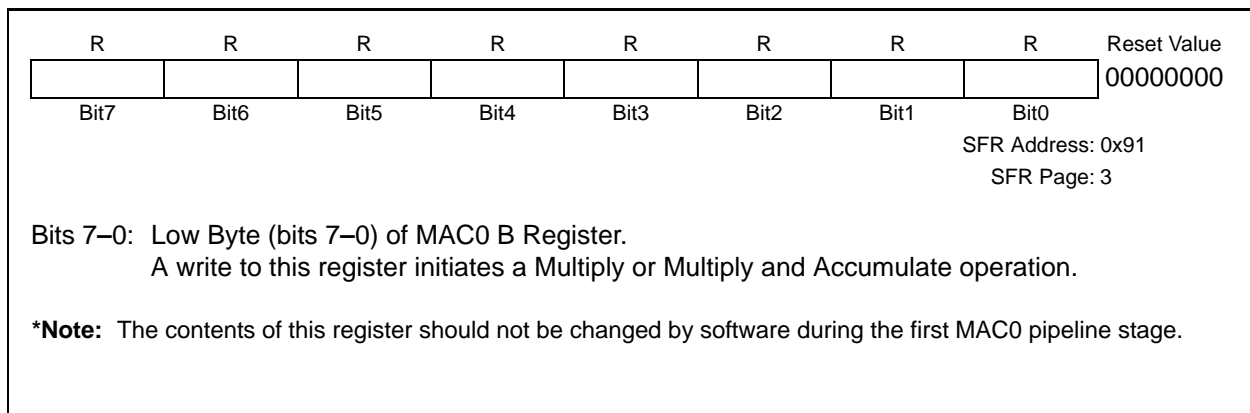 R R R R R R R R Reset Value
00000000
Bit7 Bit6 Bit5 Bit4 Bit3 Bit2 Bit1 Bit0
SFR Address: 0x91
SFR Page: 3
Bits 7–0: Low Byte (bits 7–0) of MAC0 B Register.
A write to this register initiates a Multiply or Multiply and Accumulate operation.
*Note: The contents of this register should not be changed by software during the first MAC0 pipeline stage.